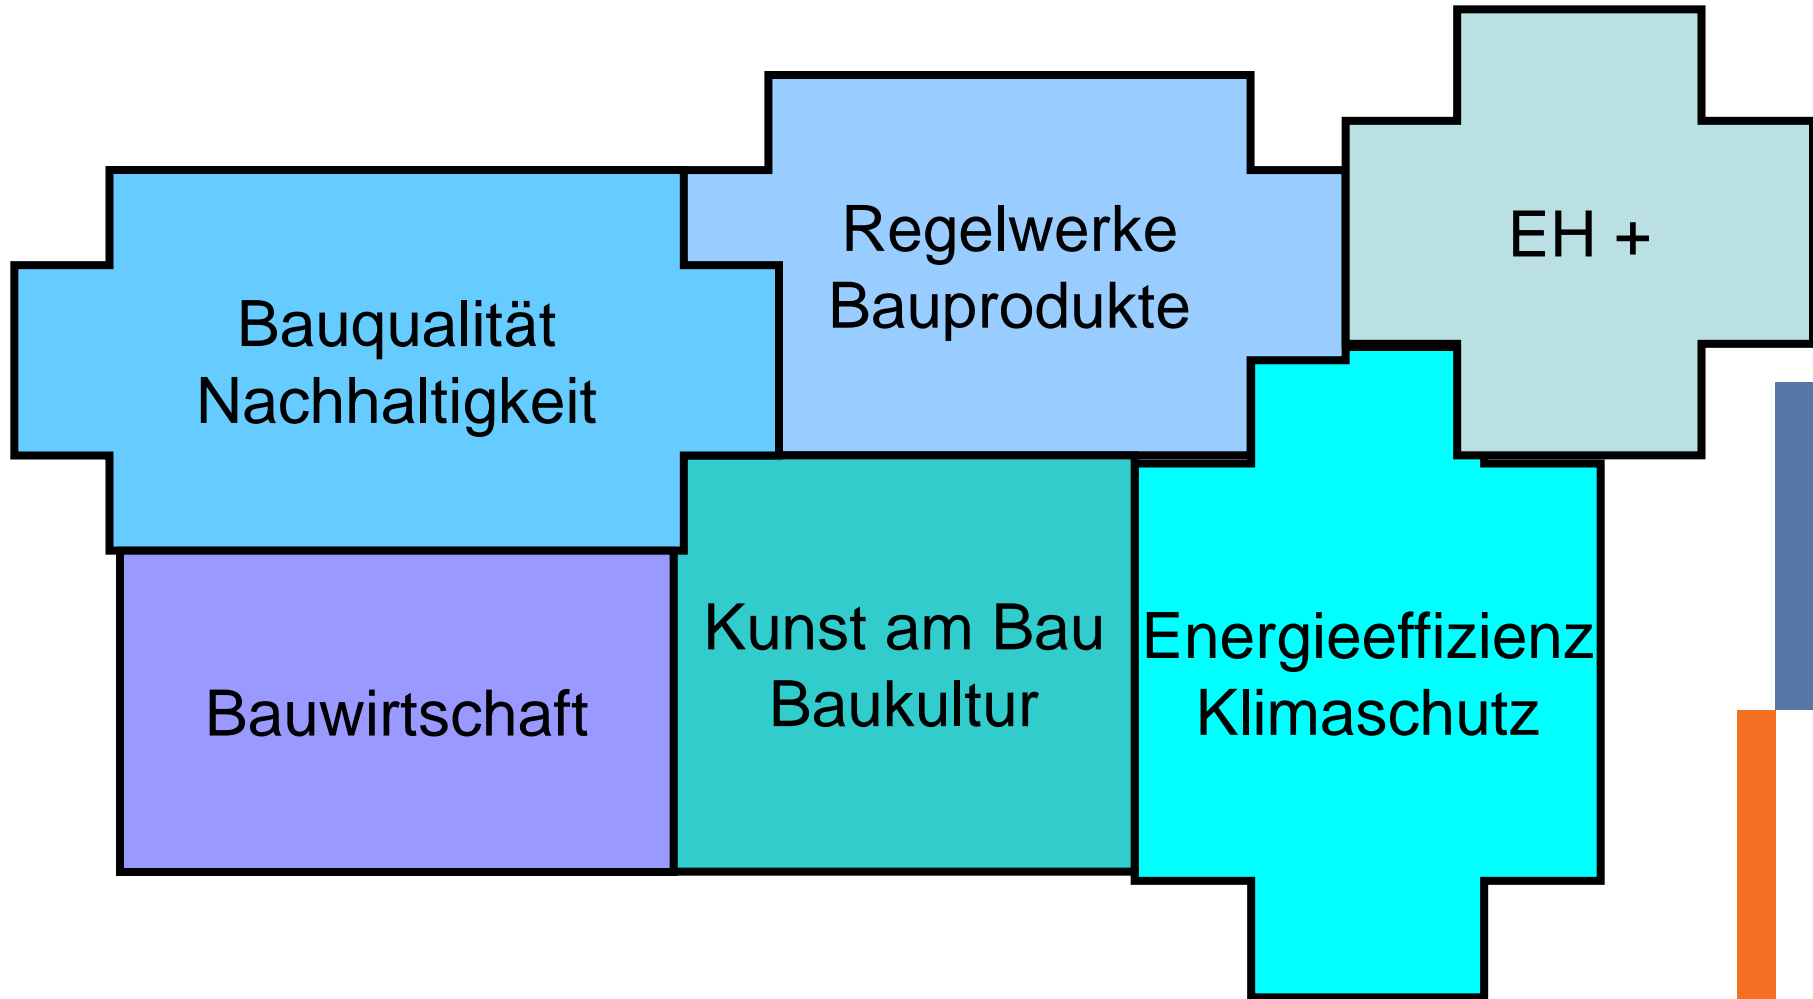 Bauqualität
Nachhaltigkeit
Regelwerke
Bauprodukte
EH +
Bauwirtschaft
Kunst am Bau
Baukultur
Energieeffizienz
Klimaschutz